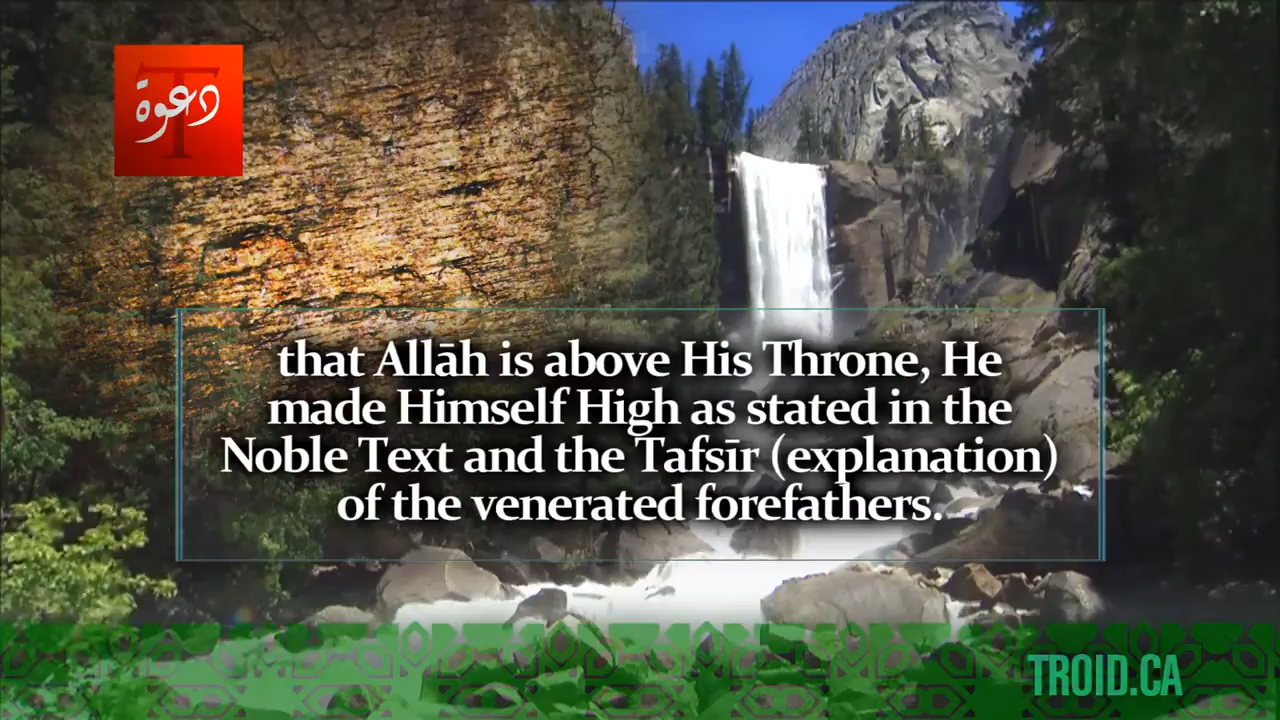 T
دعوة
that Allāh is above His Throne, He
made Himself High as stated in the
Noble Text and the Tafsīr (explanation)
of the venerated forefathers.
TROID.CA